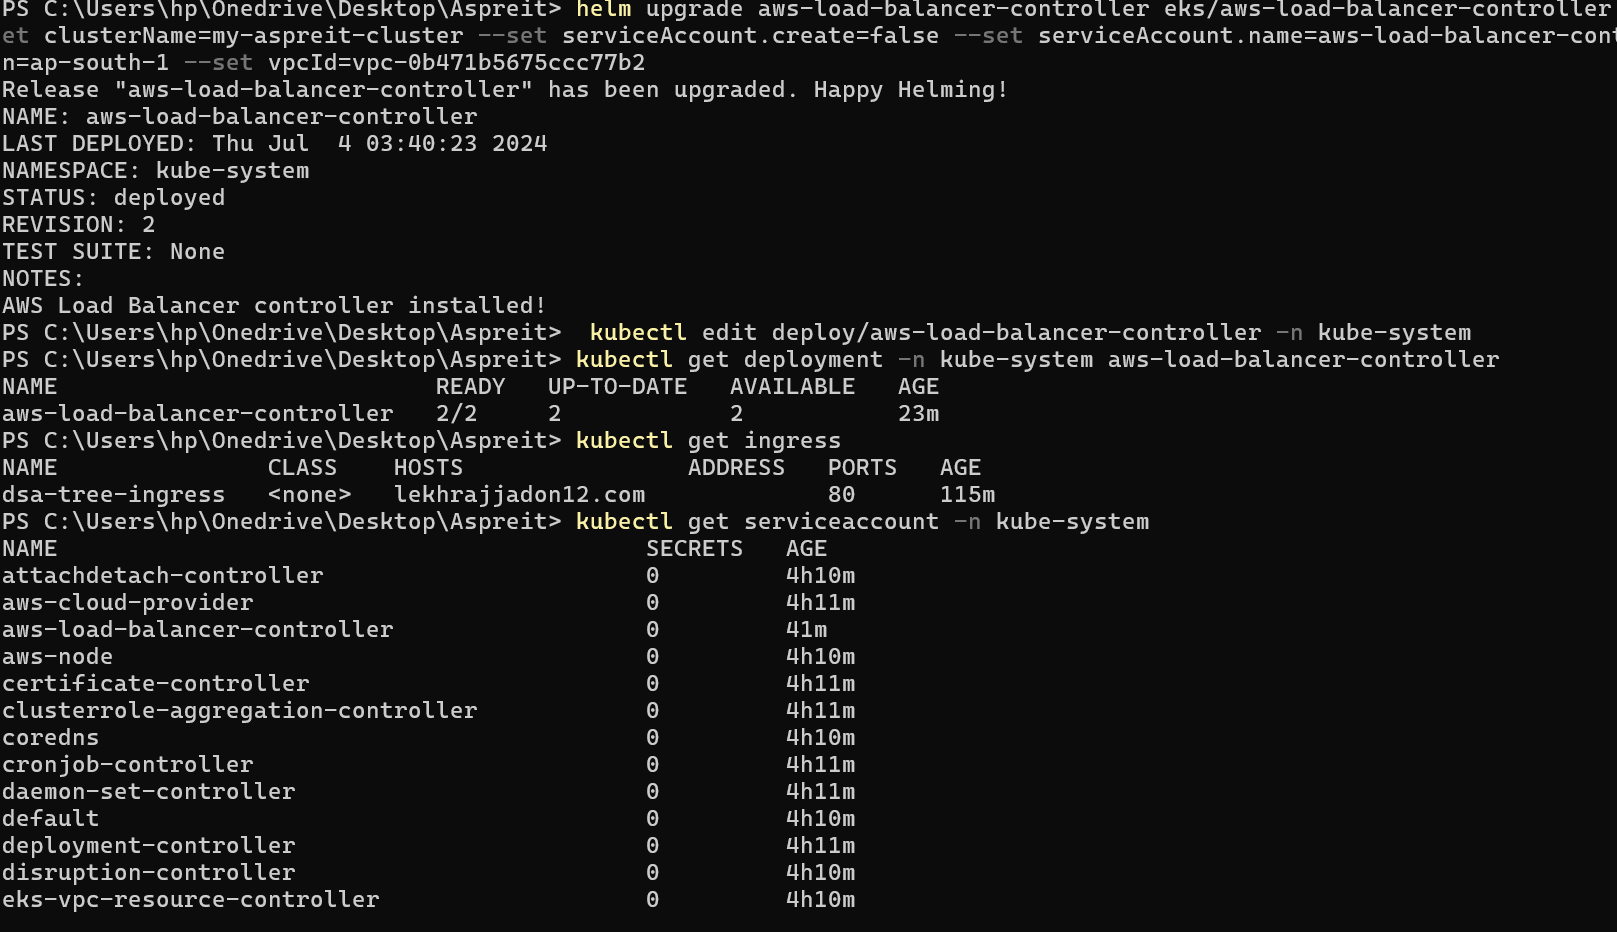 PS C:\Users\hp\Onedrive\Desktop\Aspreit> helm upgrade aws-load-balancer-controller eks/aws-load-balancer-controller
et clusterName=my-aspreit-cluster --set serviceAccount.create=false --set serviceAccount.name=aws-load-balancer-cont
n=ap-south-1 --set vpcId=vpc-0b471b5675ccc77b2
Release "aws-load-balancer-controller" has been upgraded. Happy Helming!
NAME: aws-load-balancer-controller
LAST DEPLOYED: Thu Jul  4 03:40:23 2024
NAMESPACE: kube-system
STATUS: deployed
REVISION: 2
TEST SUITE: None
NOTES:
AWS Load Balancer controller installed!
PS C:\Users\hp\Onedrive\Desktop\Aspreit>  kubectl edit deploy/aws-load-balancer-controller -n kube-system
PS C:\Users\hp\Onedrive\Desktop\Aspreit> kubectl get deployment -n kube-system aws-load-balancer-controller
NAME                           READY   UP-TO-DATE   AVAILABLE   AGE
aws-load-balancer-controller   2/2     2            2           23m
PS C:\Users\hp\Onedrive\Desktop\Aspreit> kubectl get ingress
NAME               CLASS    HOSTS                ADDRESS   PORTS   AGE
dsa-tree-ingress   <none>   lekhrajjadon12.com             80      115m
PS C:\Users\hp\Onedrive\Desktop\Aspreit> kubectl get serviceaccount -n kube-system
NAME                                          SECRETS   AGE
attachdetach-controller                       0         4h10m
aws-cloud-provider                            0         4h11m
aws-load-balancer-controller                  0         41m
aws-node                                      0         4h10m
certificate-controller                        0         4h11m
clusterrole-aggregation-controller            0         4h11m
coredns                                       0         4h10m
cronjob-controller                            0         4h11m
daemon-set-controller                         0         4h11m
default                                       0         4h10m
deployment-controller                         0         4h11m
disruption-controller                         0         4h10m
eks-vpc-resource-controller                   0         4h10m